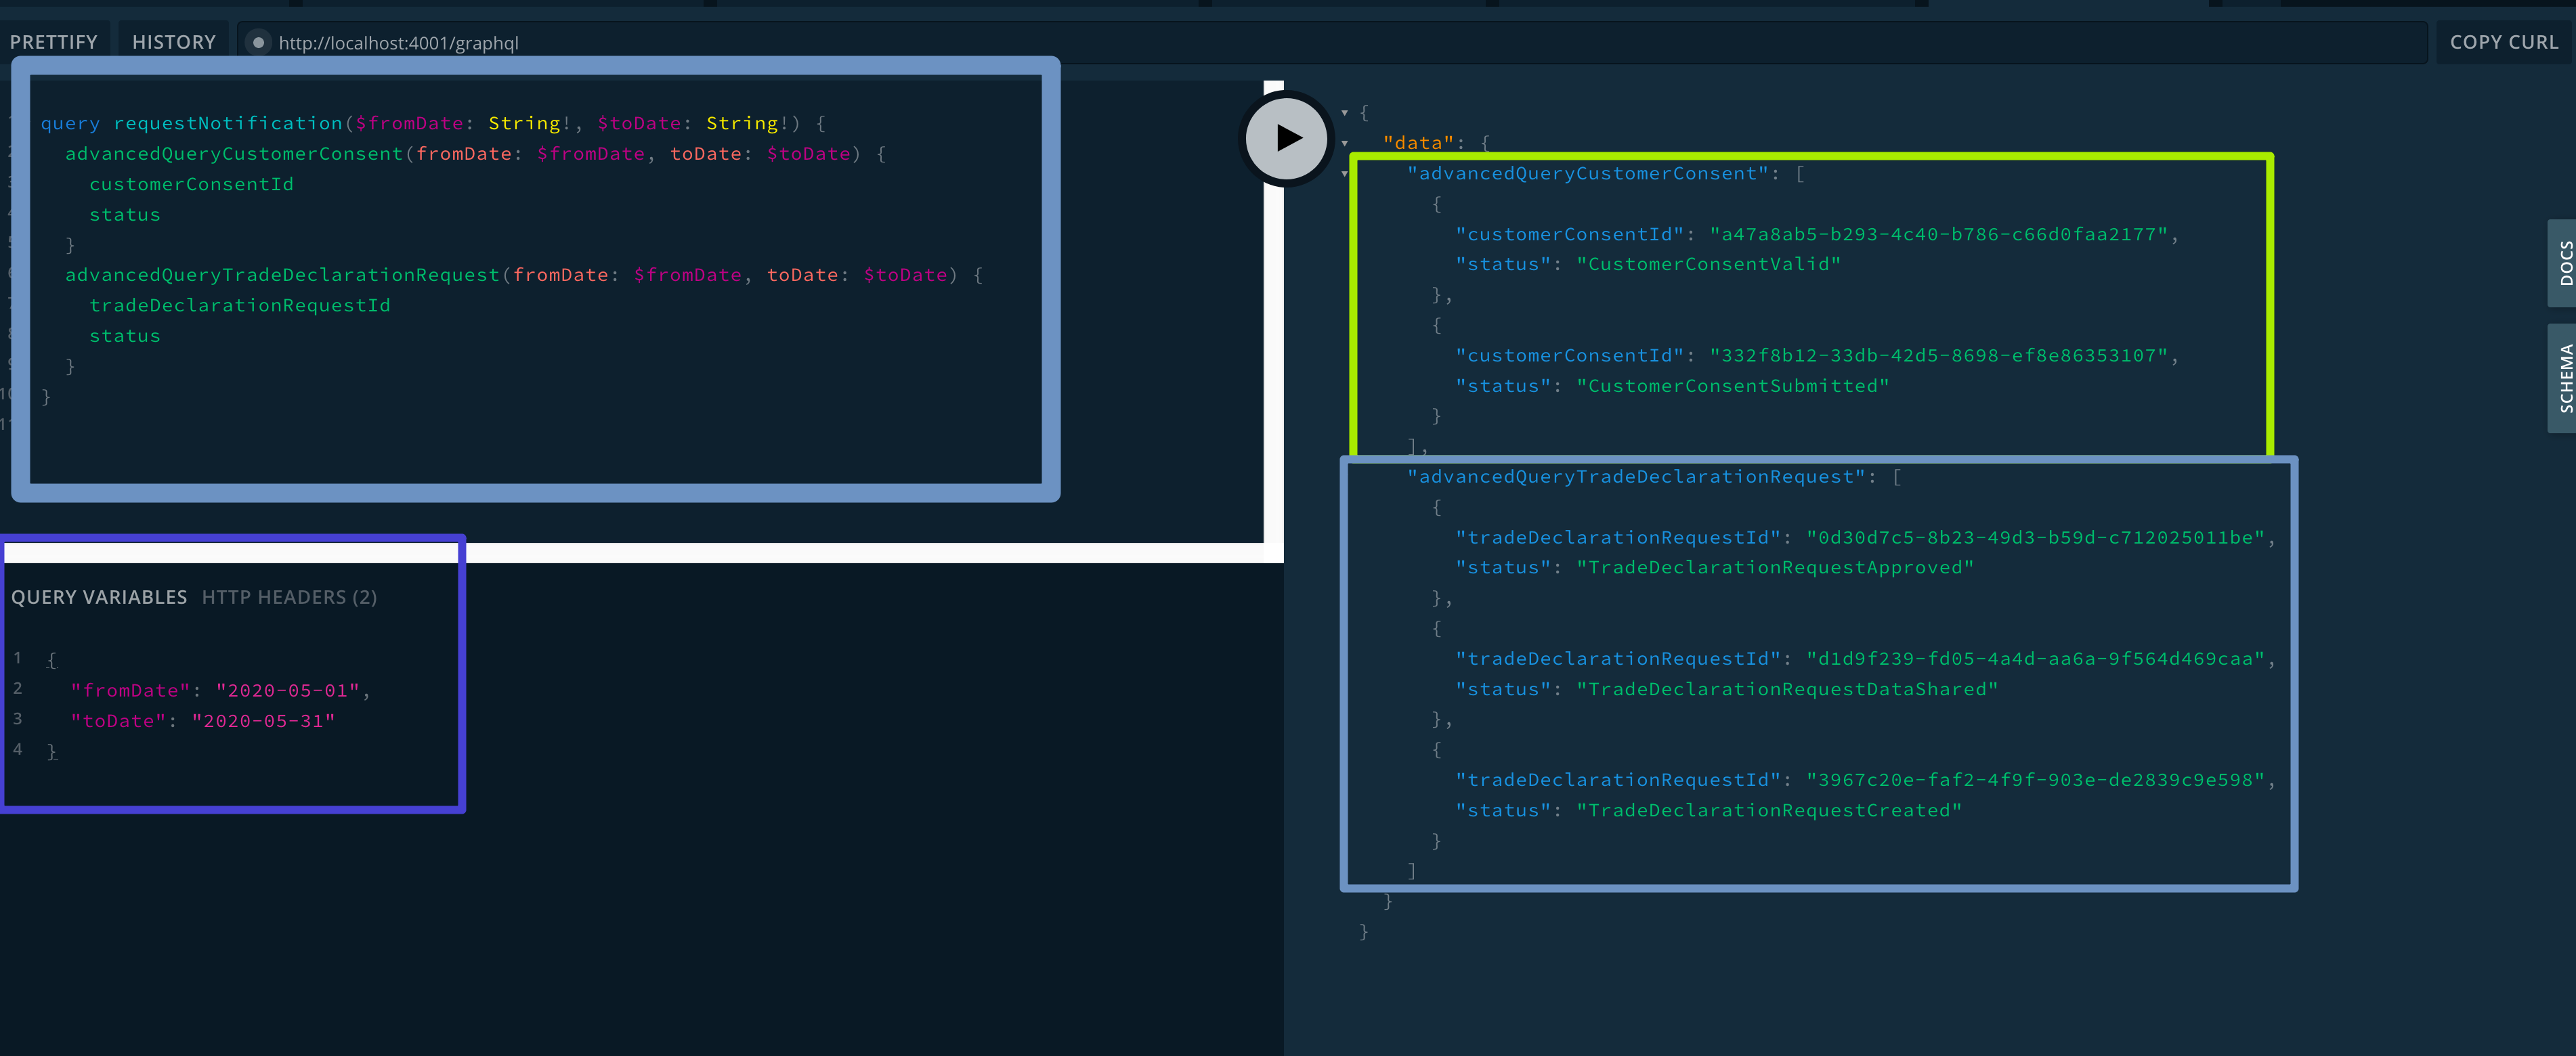 PRETTIFY HISTORY http://localhost:4001/graphql COPY CURL
query requestNotification($fromDate: String!, $toDate: String!) {
advancedQueryCustomerConsent(fromDate: $fromDate, toDate: $toDate) {
customerConsentId
status
}
advancedQueryTradeDeclarationRequest(fromDate: $fromDate, toDate: $toDate) {
tradeDeclarationRequestId
status
}
}
QUERY VARIABLES HTTP HEADERS (2)
1 {
2 "fromDate": "2020-05-01",
3 "toDate": "2020-05-31"
4 }
{
"data": {
"advancedQueryCustomerConsent": [
{
"customerConsentId": "a47a8ab5-b293-4c40-b786-c66d0faa2177",
"status": "CustomerConsentValid"
},
{
"customerConsentId": "332f8b12-33db-42d5-8698-ef8e86353107",
"status": "CustomerConsentSubmitted"
}
],
"advancedQueryTradeDeclarationRequest": [
{
"tradeDeclarationRequestId": "0d30d7c5-8b23-49d3-b59d-c712025011be",
"status": "TradeDeclarationRequestApproved"
},
{
"tradeDeclarationRequestId": "d1d9f239-fd05-4a4d-aa6a-9f564d469caa",
"status": "TradeDeclarationRequestDataShared"
},
{
"tradeDeclarationRequestId": "3967c20e-faf2-4f9f-903e-de2839c9e598",
"status": "TradeDeclarationRequestCreated"
}
]
}
}
DOCS
SCHEMA